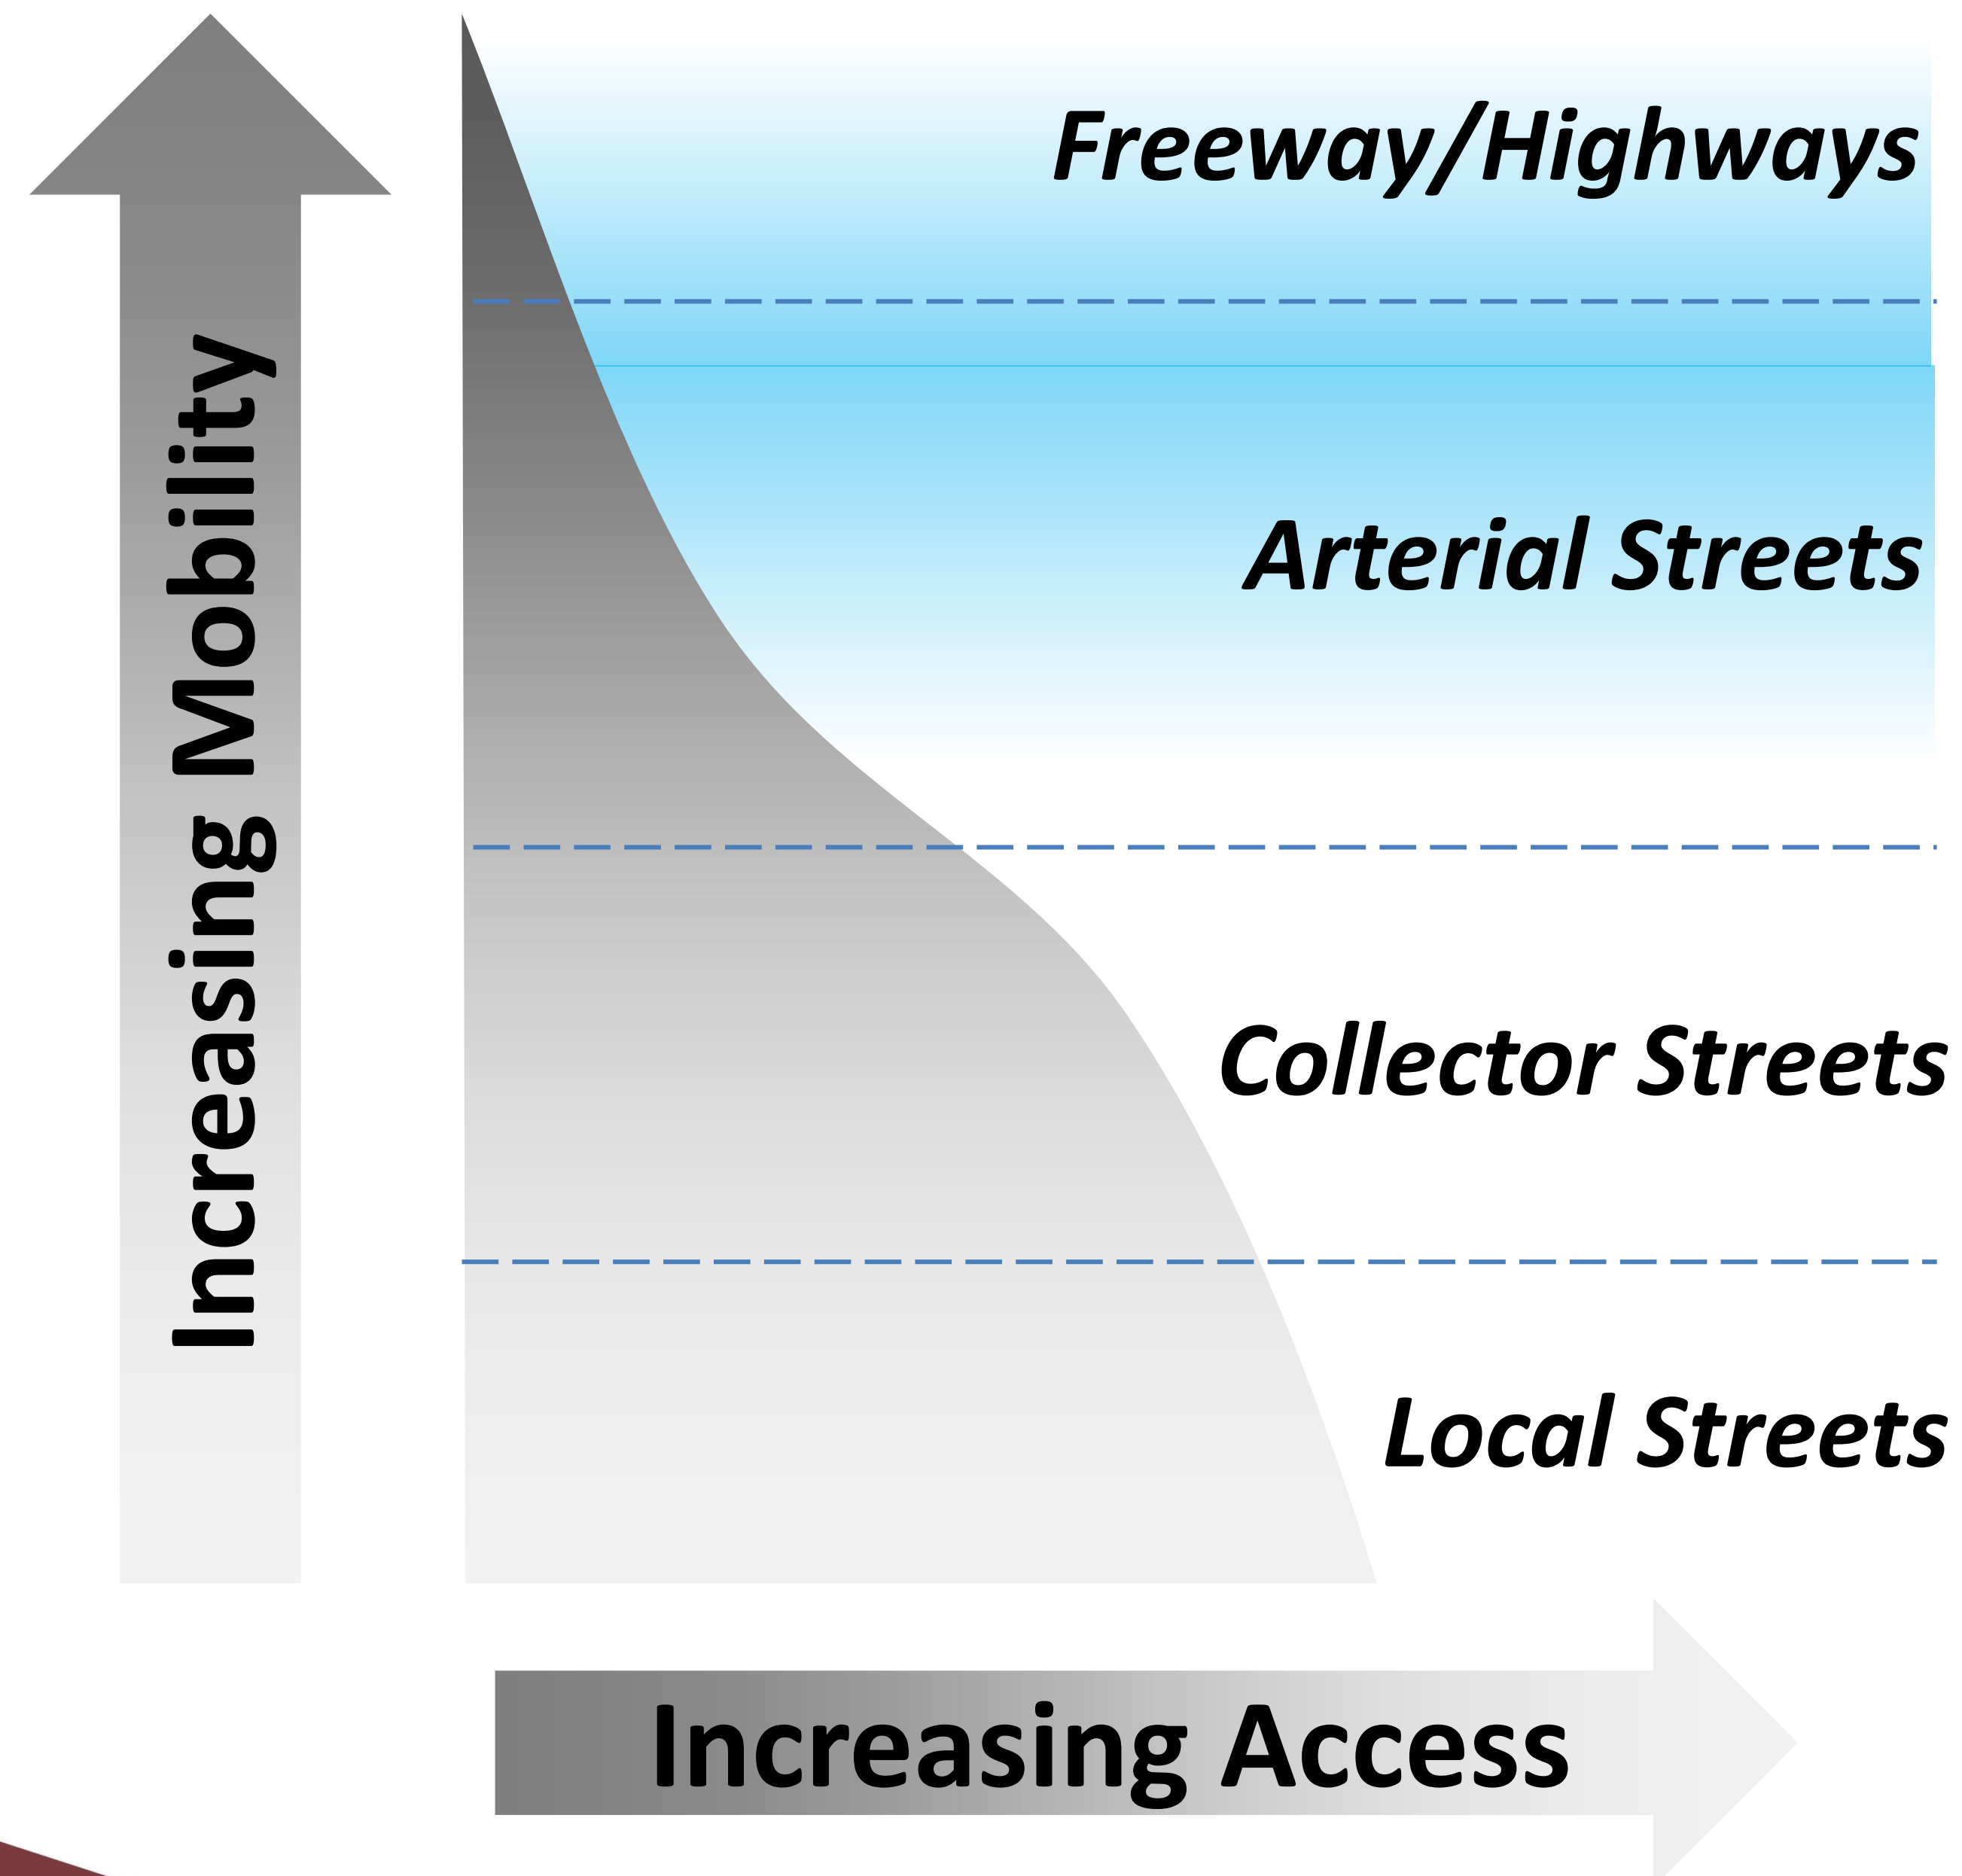 Increasing Mobility
Freeway/Highways
Arterial Streets
Collector Streets
Local Streets
Increasing Access